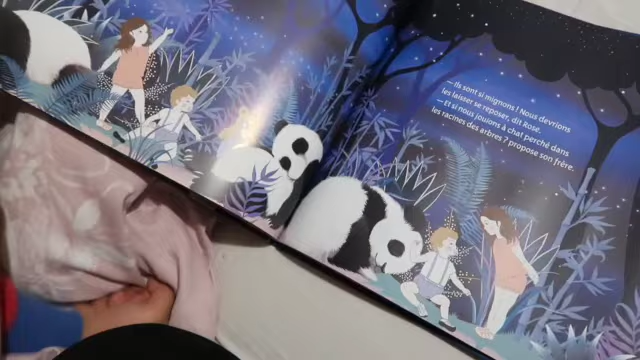 — Ils sont si mignons ! Nous devrions
les laisser se reposer, dit Rose.
— Et si nous jouions à chat perché dans
les racines des arbres ? propose son frère.